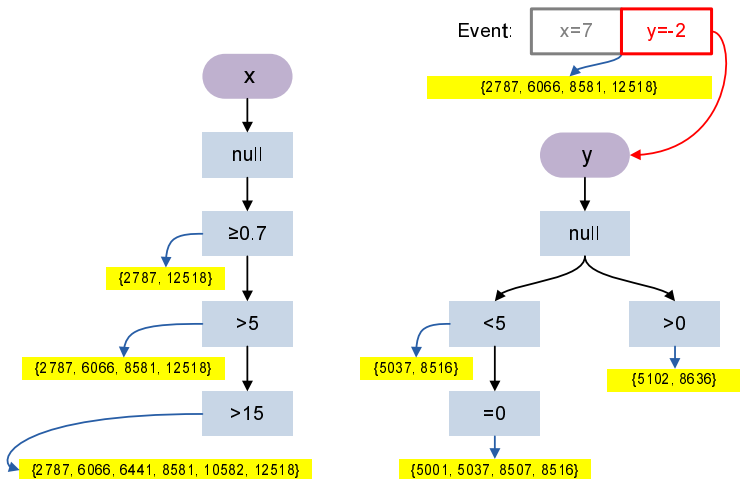 Event: x=7 y=-2
{2787, 6066, 8581, 12518}
x
null
≥0.7
{2787, 12518}
>5
{2787, 6066, 8581, 12518}
>15
{2787, 6066, 6441, 8581, 10582, 12518}
y
null
<5
{5037, 8516}
=0
{5001, 5037, 8507, 8516}
>0
{5102, 8636}